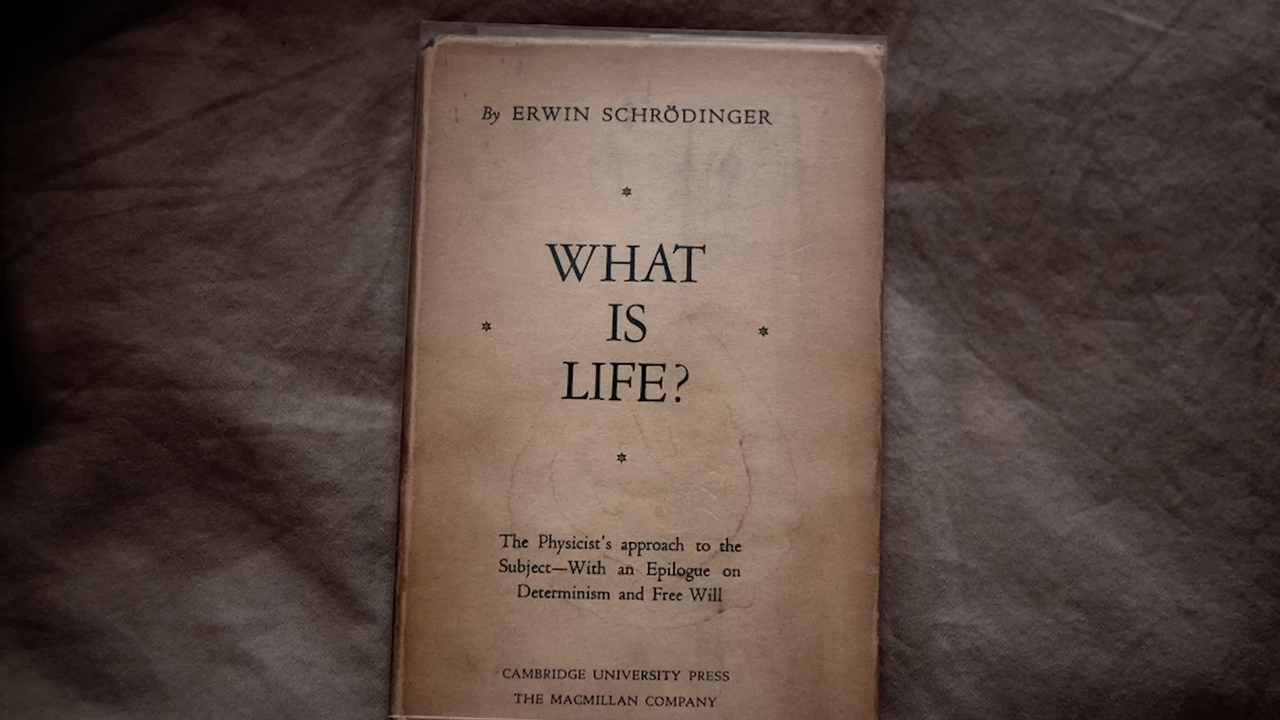 By ERWIN SCHRÖDINGER
WHAT
IS
LIFE?
The Physicist's approach to the
Subject—With an Epilogue on
Determinism and Free Will
CAMBRIDGE UNIVERSITY PRESS
THE MACMILLAN COMPANY